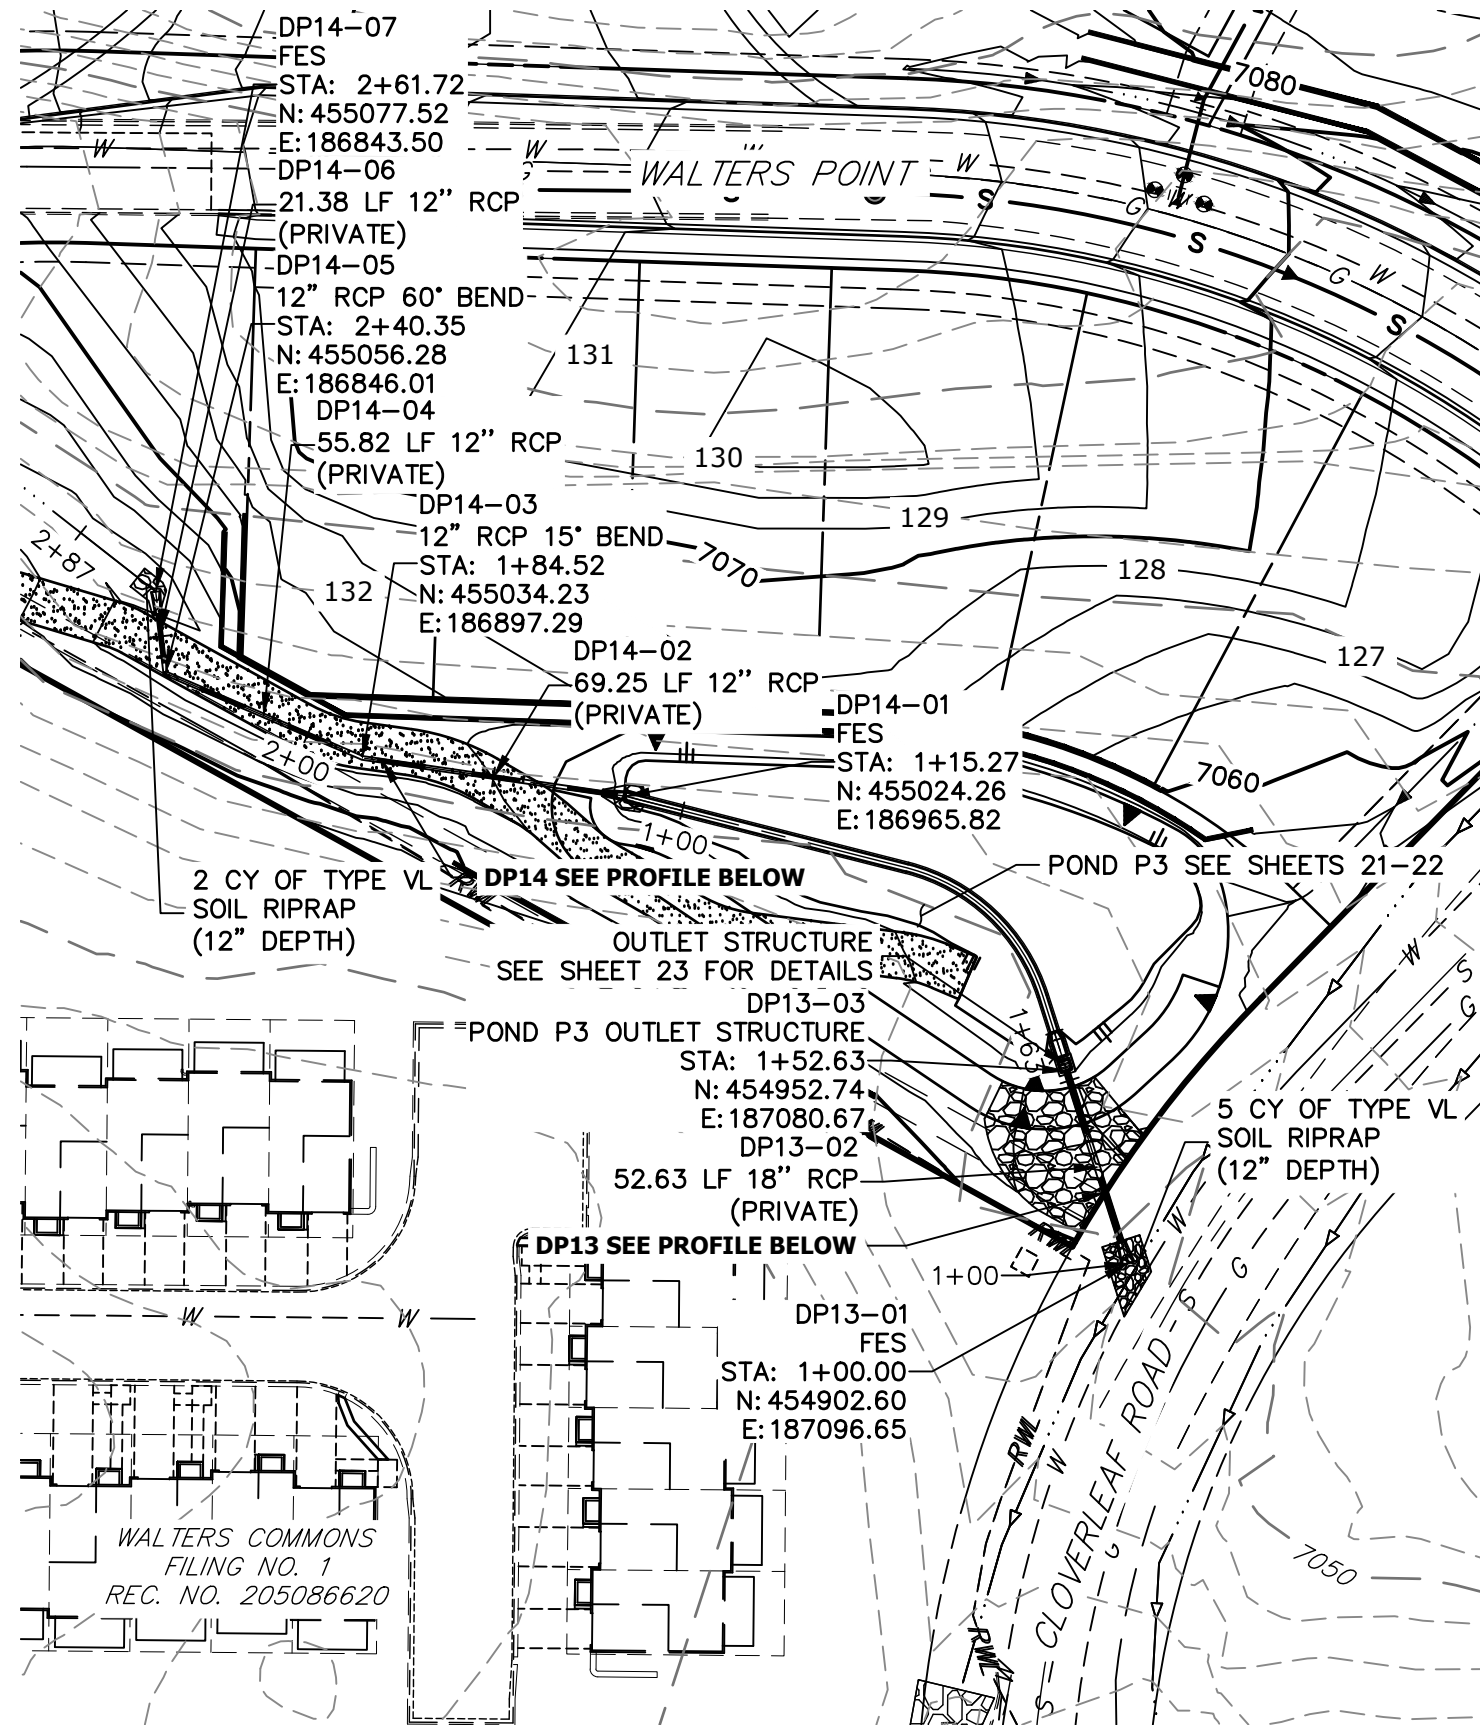 DP14-07
FES
STA: 2+61.72
N: 455077.52
E: 186843.50
DP14-06
21.38 LF 12" RCP
(PRIVATE)
DP14-05
12" RCP 60° BEND
STA: 2+40.35
N: 455056.28
E: 186846.01
DP14-04
55.82 LF 12" RCP
(PRIVATE)
DP14-03
12" RCP 15° BEND
STA: 1+84.52
N: 455034.23
E: 186897.29
DP14-02
69.25 LF 12" RCP
(PRIVATE)
DP14-01
FES
STA: 1+15.27
N: 455024.26
E: 186965.82
7080
W
W
W
W
G
WALTERS POINT
S
G
W
S
G
W
S
131
130
129
7070
128
132
127
7060
2+87
2+00
1+00
2 CY OF TYPE VL
SOIL RIPRAP
(12" DEPTH)
DP14 SEE PROFILE BELOW
POND P3 SEE SHEETS 21-22
OUTLET STRUCTURE
SEE SHEET 23 FOR DETAILS
DP13-03
POND P3 OUTLET STRUCTURE
STA: 1+52.63
N: 454952.74
E: 187080.67
1+63
DP13-02
52.63 LF 18" RCP
(PRIVATE)
5 CY OF TYPE VL
SOIL RIPRAP
(12" DEPTH)
DP13 SEE PROFILE BELOW
1+00
DP13-01
FES
STA: 1+00.00
N: 454902.60
E: 187096.65
W
S
G
W
G
S
W
W
RWL
W
G
CLOVERLEAF ROAD
RWL
S
7050
WALTERS COMMONS
FILING NO. 1
REC. NO. 205086620